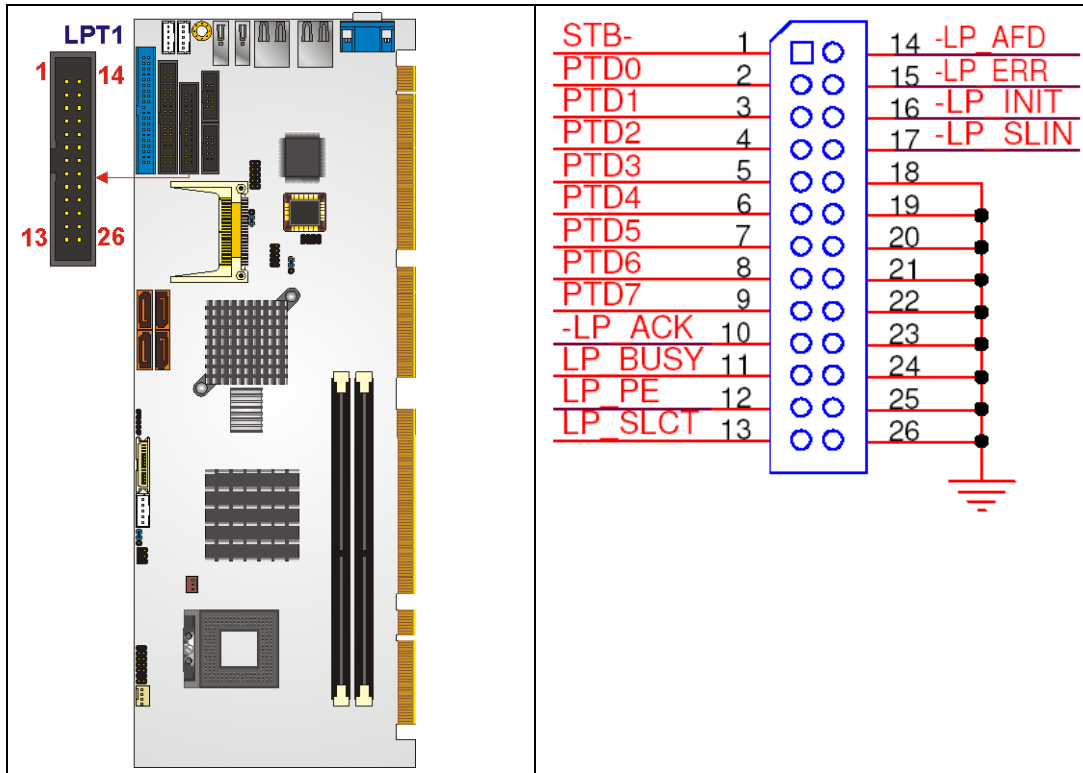 LPT1
1 14
13 26
STB- 1 14 -LP_AFD
PTD0 2 15 -LP_ERR
PTD1 3 16 -LP_INIT
PTD2 4 17 -LP_SLIN
PTD3 5 18
PTD4 6 19
PTD5 7 20
PTD6 8 21
PTD7 9 22
-LP_ACK 10 23
LP_BUSY 11 24
LP_PE 12 25
LP_SLCT 13 26